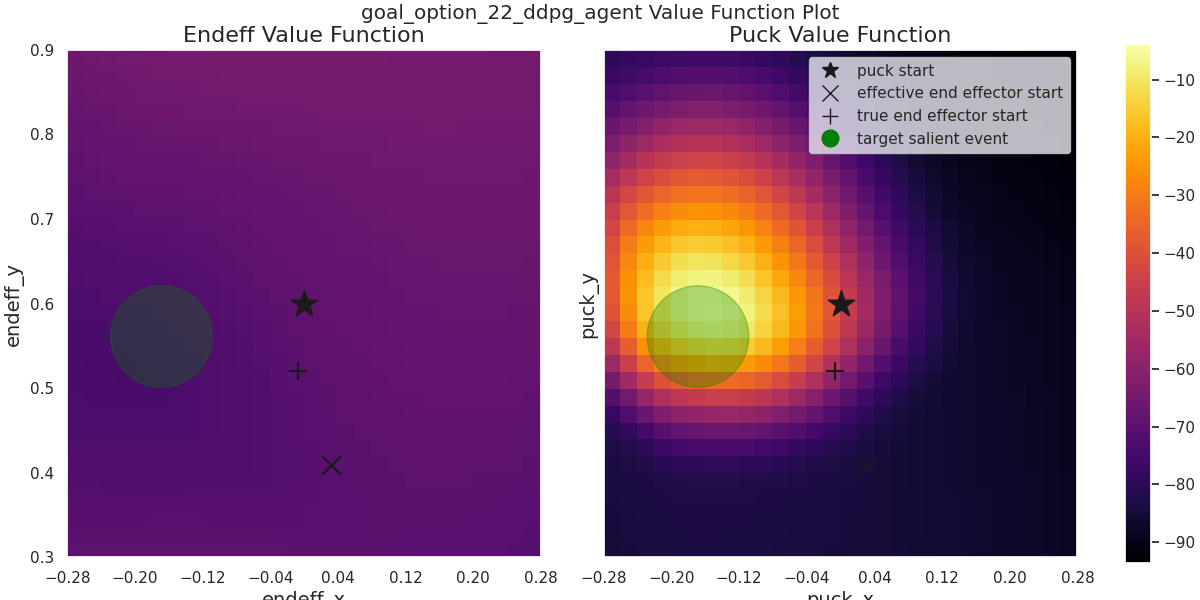 goal_option_22_ddpg_agent Value Function Plot
Endeff Value Function
Puck Value Function
0.9
0.8
0.7
0.6
0.5
0.4
0.3
endeff_y
−0.28 −0.20 −0.12 −0.04 0.04 0.12 0.20 0.28
endeff_x
puck start
effective end effector start
true end effector start
target salient event
puck_y
−0.28 −0.20 −0.12 −0.04 0.04 0.12 0.20 0.28
puck_x
−10
−20
−30
−40
−50
−60
−70
−80
−90